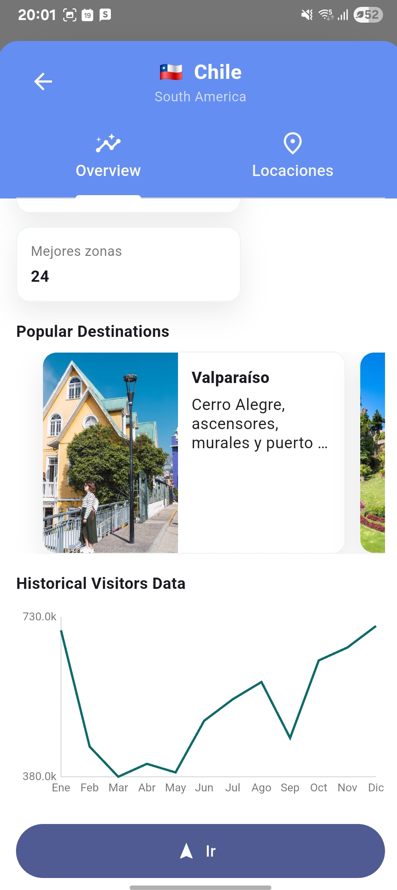 20:01
19
S
5
52
Chile
South America
Overview
Locaciones
Mejores zonas
24
Popular Destinations
Valparaíso
Cerro Alegre,
ascensores,
murales y puerto ...
Historical Visitors Data
730.0k
380.0k
Ene Feb Mar Abr May Jun Jul Ago Sep Oct Nov Dic
Ir